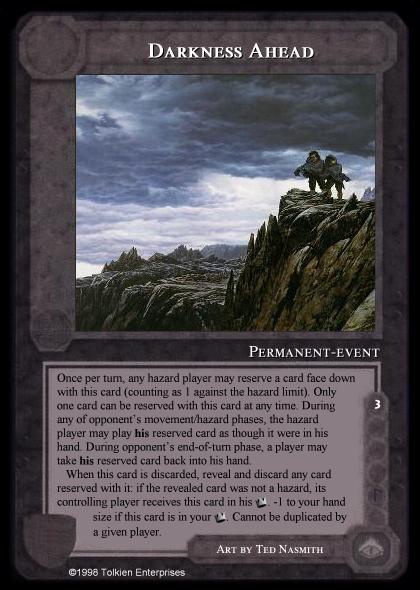 Darkness Ahead
Permanent-event
Once per turn, any hazard player may reserve a card face down
with this card (counting as 1 against the hazard limit). Only
one card can be reserved with this card at any time. During
any of opponent's movement/hazard phases, the hazard
player may play his reserved card as though it were in his
hand. During opponent's end-of-turn phase, a player may
take his reserved card back into his hand.
When this card is discarded, reveal and discard any card
reserved with it: if the revealed card was not a hazard, its
controlling player receives this card in his . -1 to your hand
size if this card is in your . Cannot be duplicated by
a given player.
3
Art by Ted Nasmith
©1998 Tolkien Enterprises